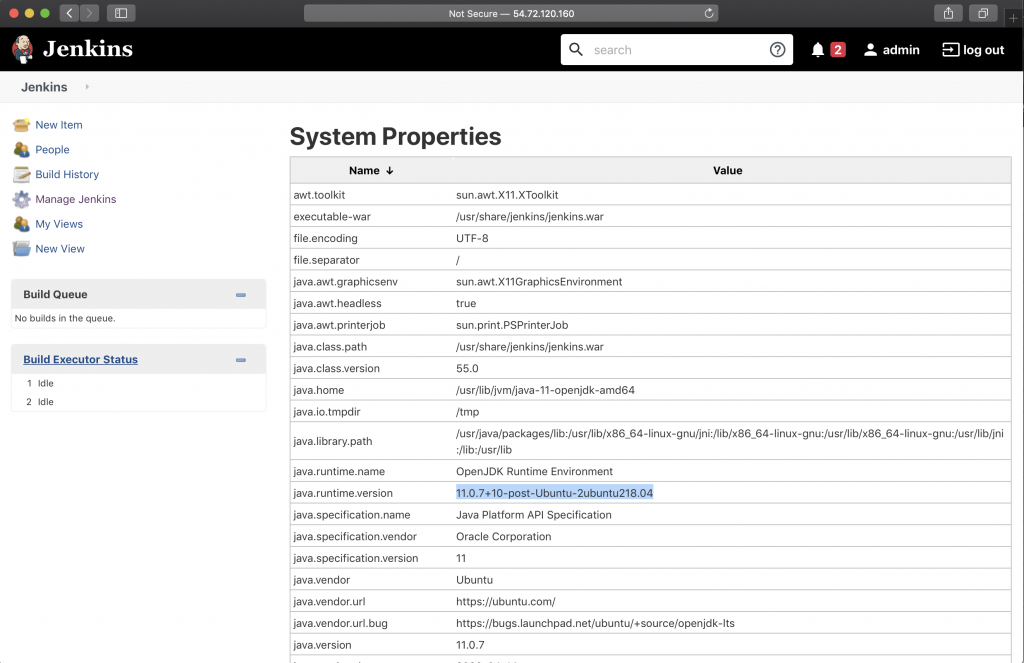 Not Secure — 54.72.120.160
Jenkins
search
2
admin
log out
Jenkins
New Item
People
Build History
Manage Jenkins
My Views
New View
Build Queue
No builds in the queue.
Build Executor Status
1 Idle
2 Idle
System Properties
Name ↓ Value
awt.toolkit sun.awt.X11.XToolkit
executable-war /usr/share/jenkins/jenkins.war
file.encoding UTF-8
file.separator /
java.awt.graphicsenv sun.awt.X11GraphicsEnvironment
java.awt.headless true
java.awt.printerjob sun.print.PSPrinterJob
java.class.path /usr/share/jenkins/jenkins.war
java.class.version 55.0
java.home /usr/lib/jvm/java-11-openjdk-amd64
java.io.tmpdir /tmp
java.library.path /usr/java/packages/lib:/usr/lib/x86_64-linux-gnu/jni:/lib/x86_64-linux-gnu:/usr/lib/x86_64-linux-gnu:/usr/lib/jni
:/lib:/usr/lib
java.runtime.name OpenJDK Runtime Environment
java.runtime.version 11.0.7+10-post-Ubuntu-2ubuntu218.04
java.specification.name Java Platform API Specification
java.specification.vendor Oracle Corporation
java.specification.version 11
java.vendor Ubuntu
java.vendor.url https://ubuntu.com/
java.vendor.url.bug https://bugs.launchpad.net/ubuntu/+source/openjdk-lts
java.version 11.0.7